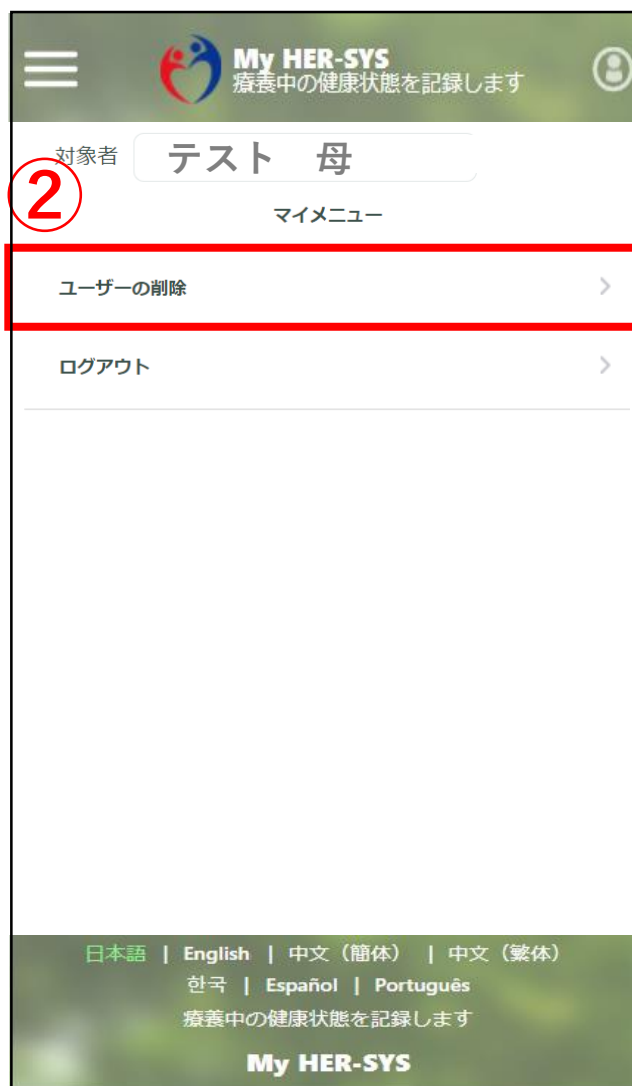 My HER-SYS
療養中の健康状態を記録します
対象者 テスト 母
②
マイメニュー
ユーザーの削除
ログアウト
日本語 | English | 中文（簡体） | 中文（繁体）
한국 | Español | Português
療養中の健康状態を記録します
My HER-SYS